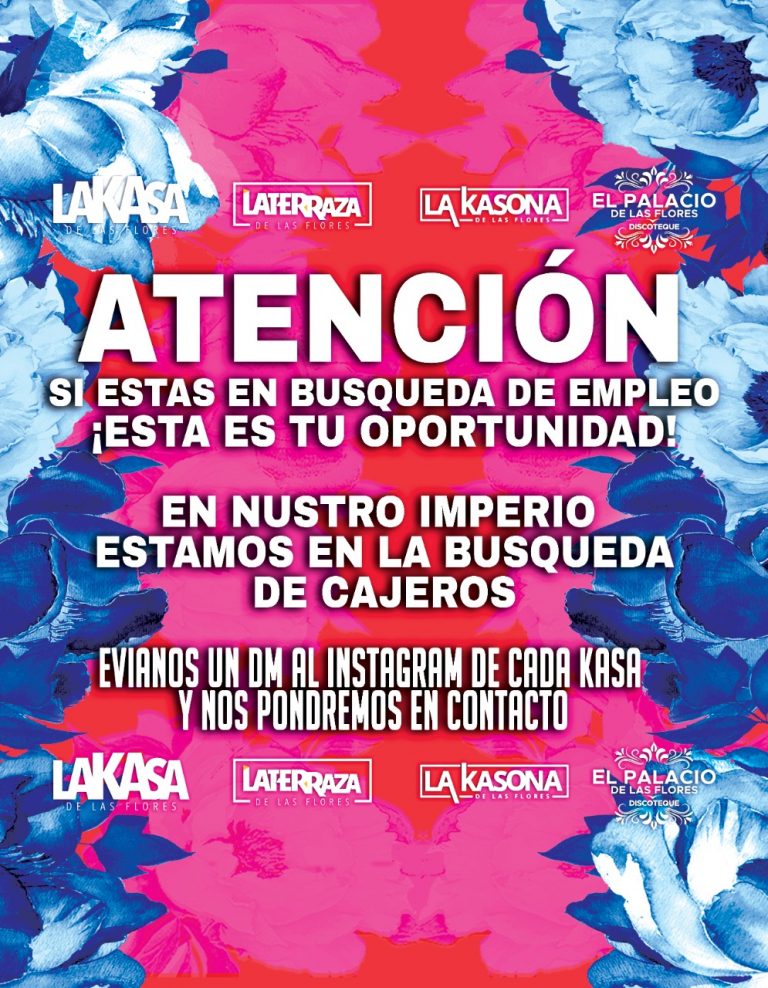 LAKASA
DE LAS FLORES
LATERRAZA
DE LAS FLORES
LA KASONA
DE LAS FLORES
EL PALACIO
DE LAS FLORES
DISCOTEQUE
ATENCIÓN
SI ESTAS EN BUSQUEDA DE EMPLEO
¡ESTA ES TU OPORTUNIDAD!
EN NUSTRO IMPERIO
ESTAMOS EN LA BUSQUEDA
DE CAJEROS
EVIANOS UN DM AL INSTAGRAM DE CADA KASA
Y NOS PONDREMOS EN CONTACTO
LAKASA
DE LAS FLORES
LATERRAZA
DE LAS FLORES
LA KASONA
DE LAS FLORES
EL PALACIO
DE LAS FLORES
DISCOTEQUE